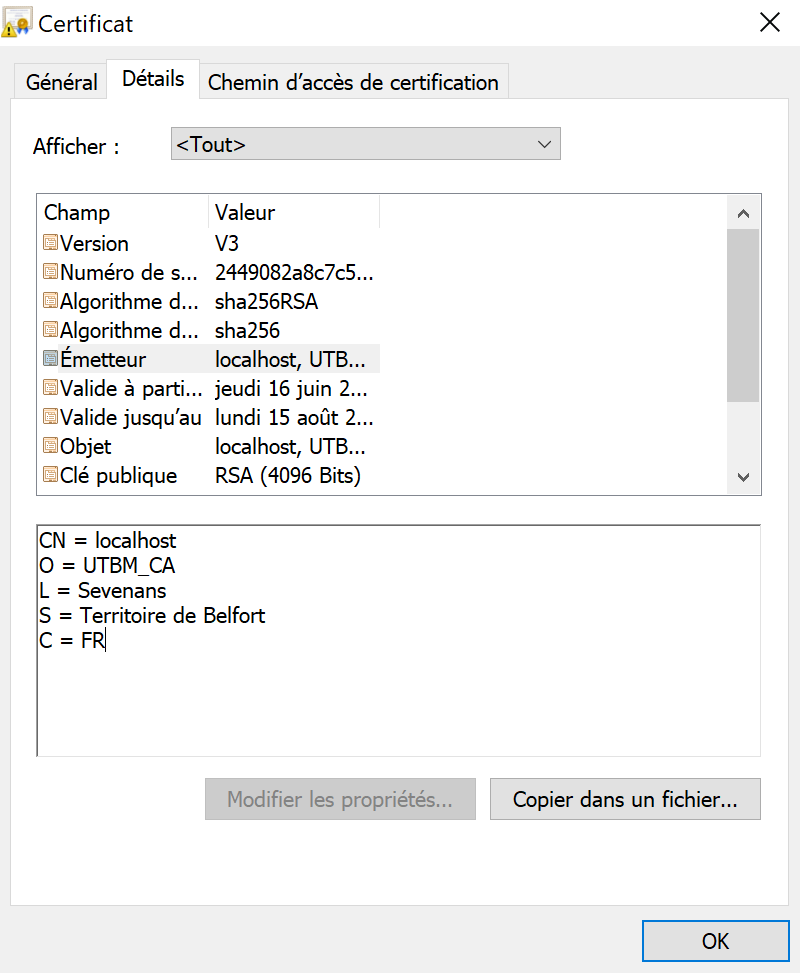 Certificat
Général Détails Chemin d’accès de certification
Afficher : <Tout>
Champ Valeur
Version V3
Numéro de s... 2449082a8c7c5...
Algorithme d... sha256RSA
Algorithme d... sha256
Émetteur localhost, UTB...
Valide à parti... jeudi 16 juin 2...
Valide jusqu’au lundi 15 août 2...
Objet localhost, UTB...
Clé publique RSA (4096 Bits)
CN = localhost
O = UTBM_CA
L = Sevenans
S = Territoire de Belfort
C = FR
Modifier les propriétés... Copier dans un fichier...
OK